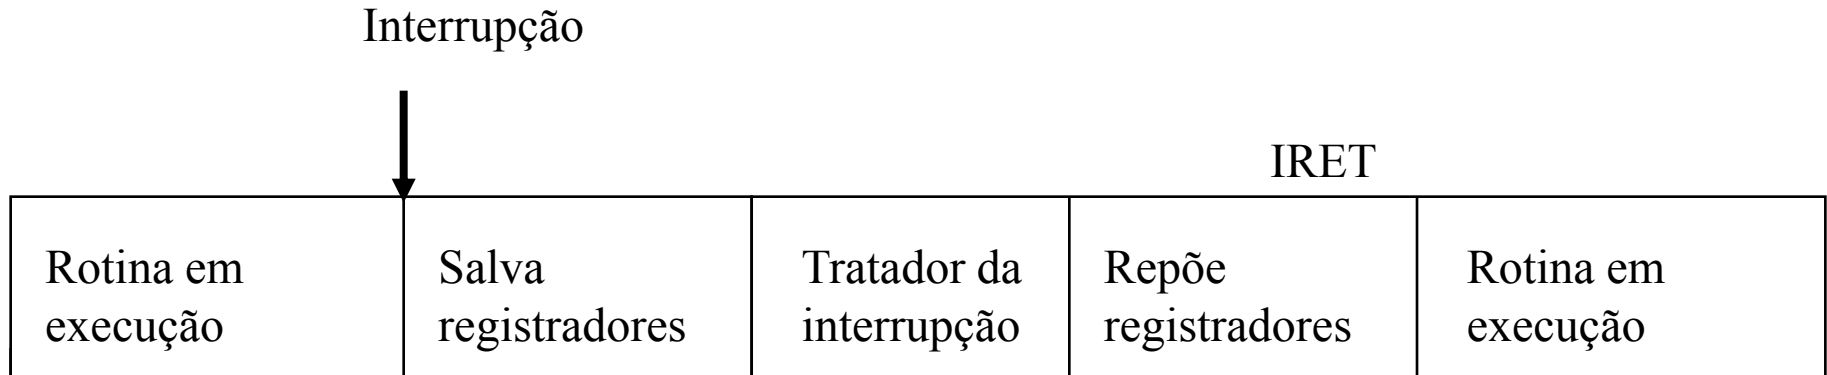 Interrupção
IRET
Rotina em
execução
Salva
registradores
Tratador da
interrupção
Repõe
registradores
Rotina em
execução